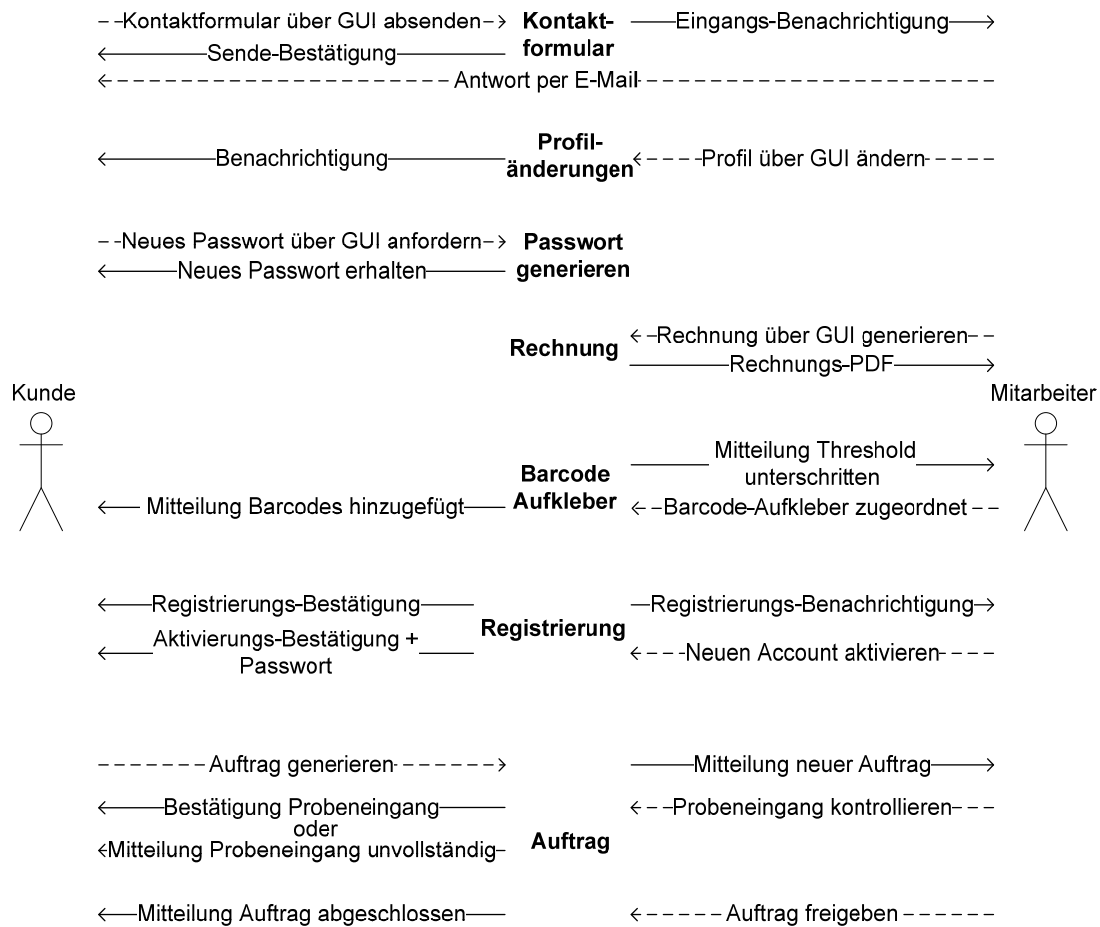 Kontaktformular über GUI absenden
Kontakt-
formular
Eingangs-Benachrichtigung
Sende-Bestätigung
Antwort per E-Mail
Benachrichtigung
Profil-
änderungen
Profil über GUI ändern
Neues Passwort über GUI anfordern
Passwort
generieren
Neues Passwort erhalten
Rechnung
Rechnung über GUI generieren
Rechnungs-PDF
Kunde
Mitarbeiter
Barcode
Aufkleber
Mitteilung Threshold
unterschritten
Mitteilung Barcodes hinzugefügt
Barcode-Aufkleber zugeordnet
Registrierungs-Bestätigung
Registrierung
Registrierungs-Benachrichtigung
Aktivierungs-Bestätigung +
Passwort
Neuen Account aktivieren
Auftrag generieren
Mitteilung neuer Auftrag
Bestätigung Probeneingang
oder
Mitteilung Probeneingang unvollständig
Auftrag
Probeneingang kontrollieren
Mitteilung Auftrag abgeschlossen
Auftrag freigeben